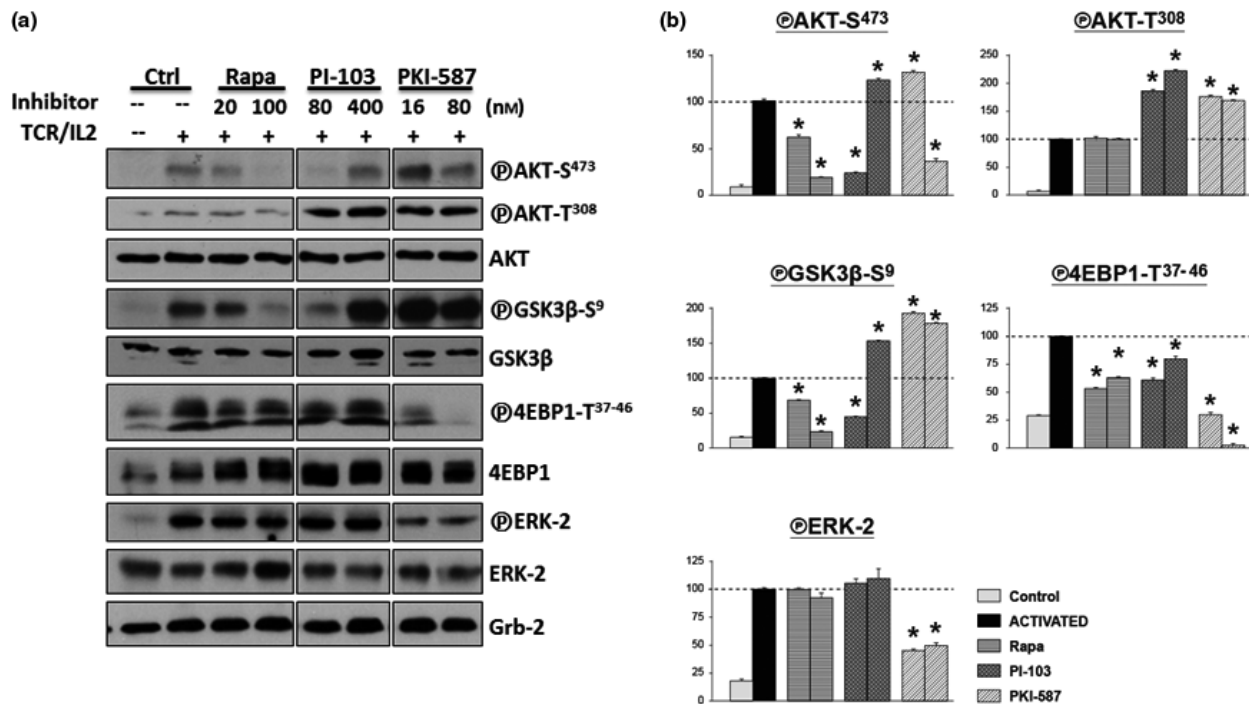 (a)
Ctrl Rapa PI-103 PKI-587
Inhibitor -- -- 20 100 80 400 16 80 (nM)
TCR/IL2 -- + + + + + + +
ⓅAKT-S⁴⁷³
ⓅAKT-T³⁰⁸
AKT
ⓅGSK3β-S⁹
GSK3β
Ⓟ4EBP1-T³⁷⁻⁴⁶
4EBP1
ⓅERK-2
ERK-2
Grb-2
(b)
ⓅAKT-S⁴⁷³
150
100
50
0
* * * * * *
ⓅAKT-T³⁰⁸
250
200
150
100
50
0
* * * *
ⓅGSK3β-S⁹
200
150
100
50
0
* * * * * *
Ⓟ4EBP1-T³⁷⁻⁴⁶
125
100
75
50
25
0
* * * * * *
ⓅERK-2
125
100
75
50
25
0
* *
Control
ACTIVATED
Rapa
PI-103
PKI-587